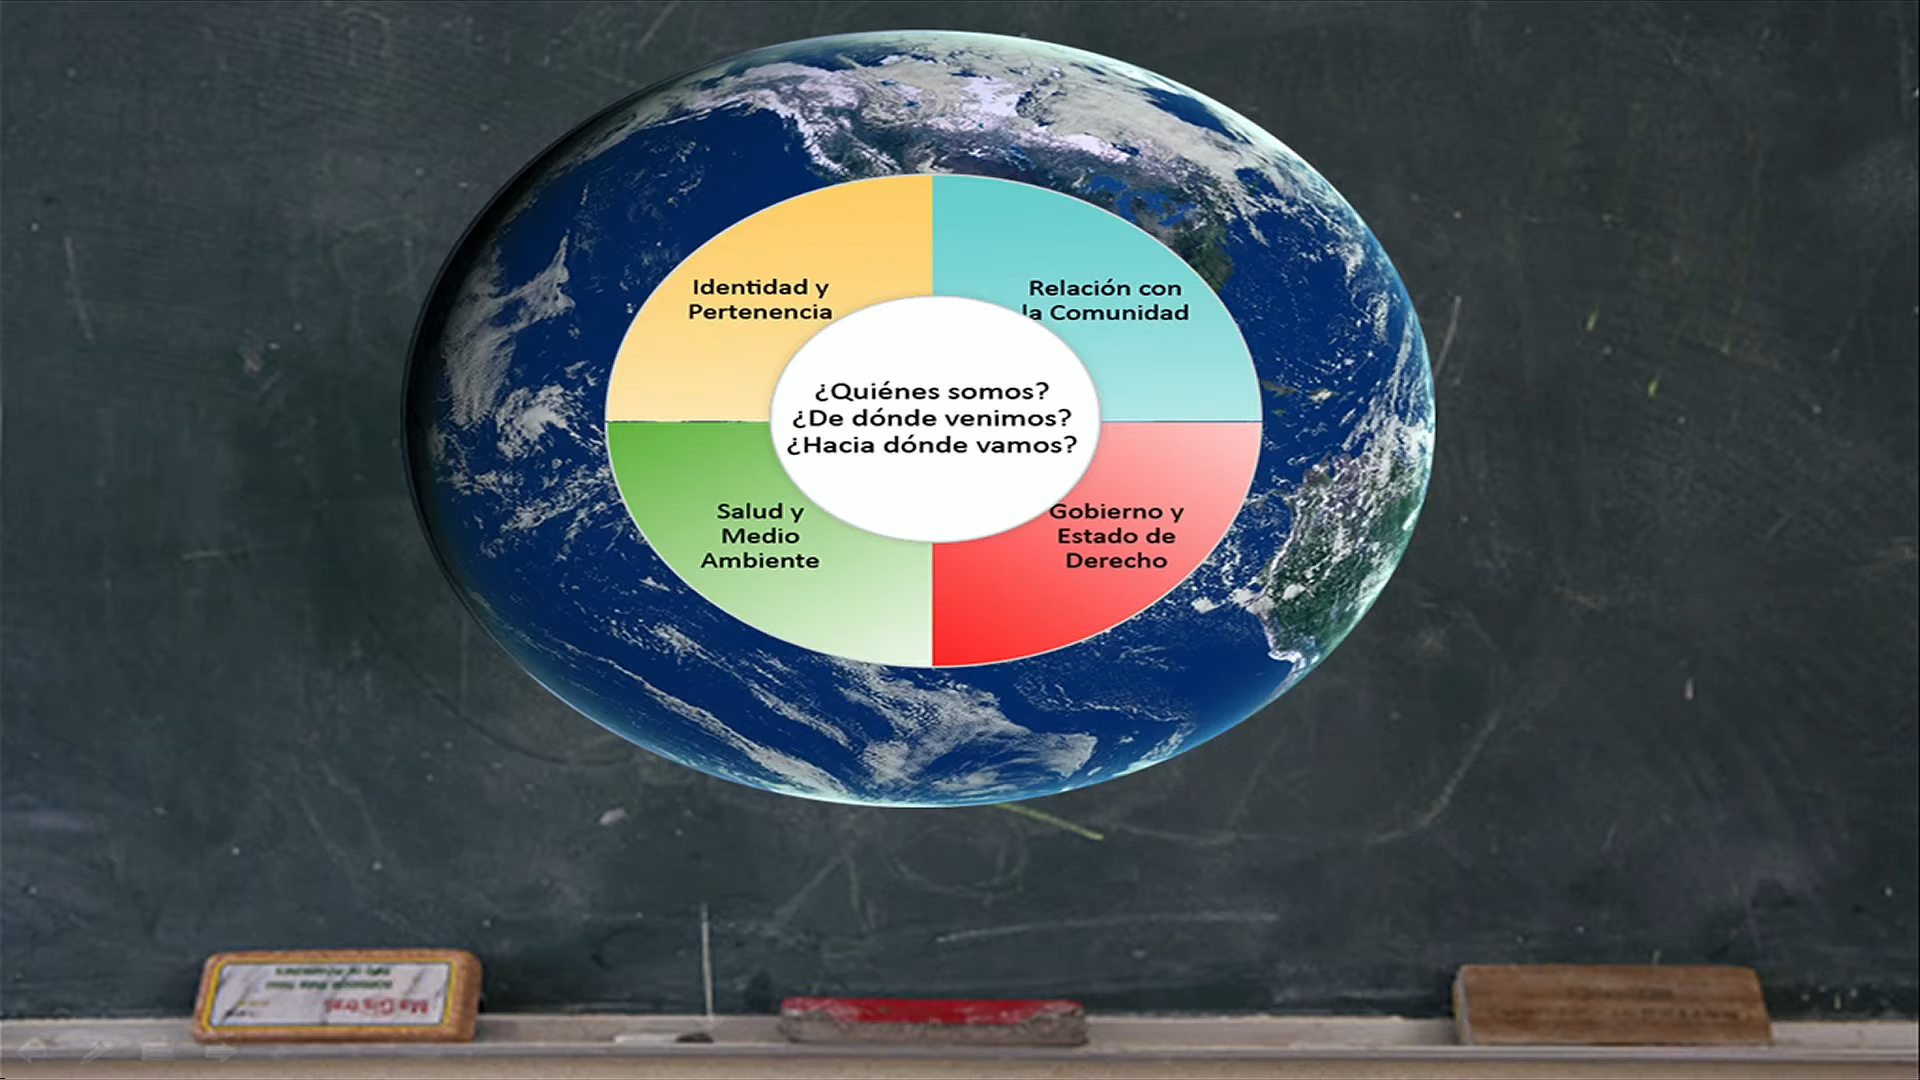 Identidad y
Pertenencia
Relación con
la Comunidad
¿Quiénes somos?
¿De dónde venimos?
¿Hacia dónde vamos?
Salud y
Medio
Ambiente
Gobierno y
Estado de
Derecho
MaGistral